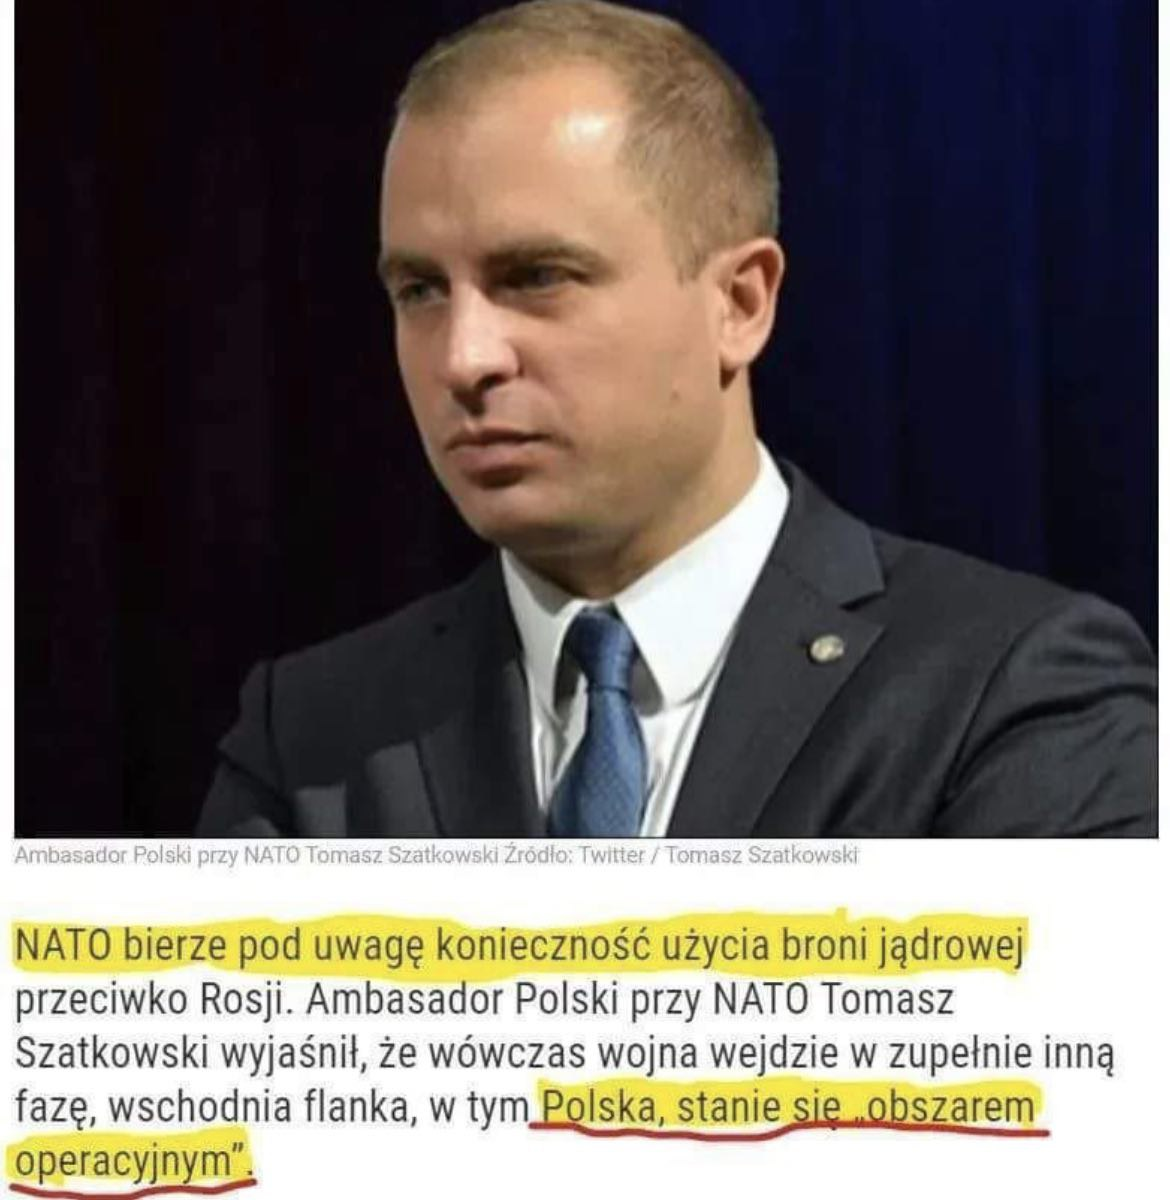 Ambasador Polski przy NATO Tomasz Szatkowski Źródło: Twitter / Tomasz Szatkowski
NATO bierze pod uwagę konieczność użycia broni jądrowej
przeciwko Rosji. Ambasador Polski przy NATO Tomasz
Szatkowski wyjaśnił, że wówczas wojna wejdzie w zupełnie inną
fazę, wschodnia flanka, w tym Polska, stanie się „obszarem
operacyjnym”.